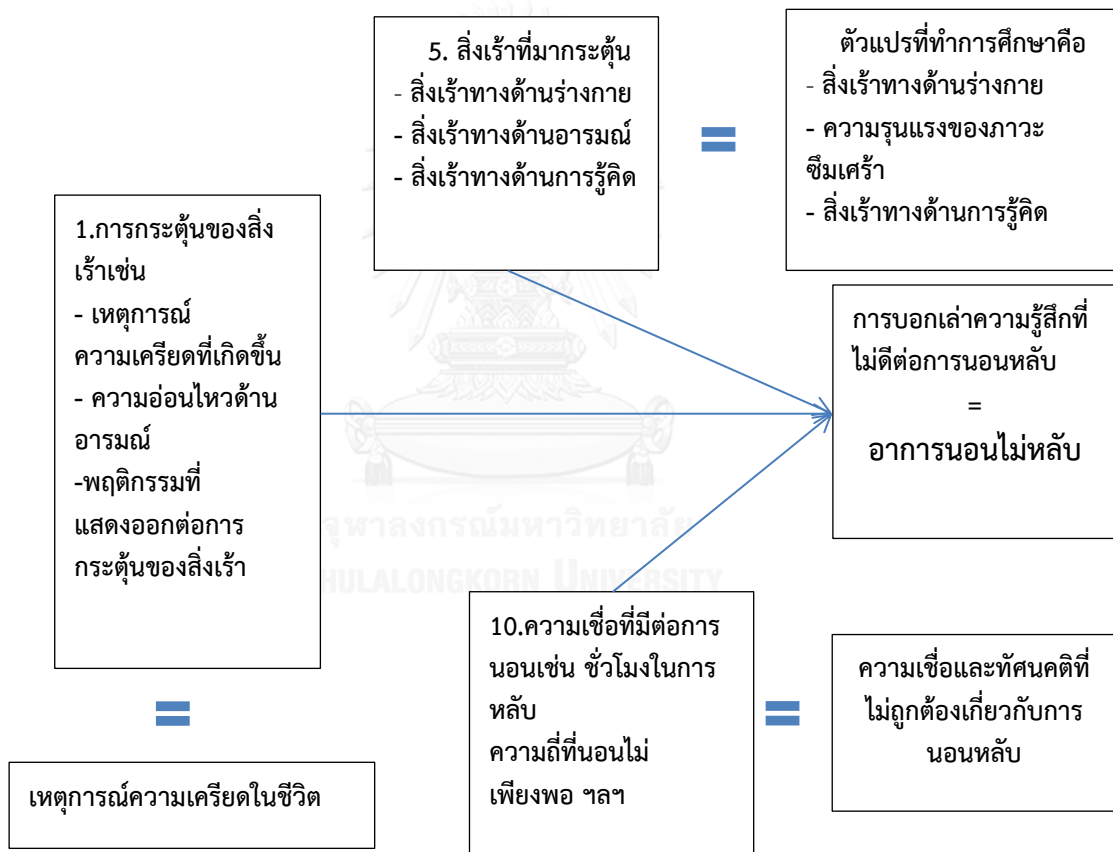 5. สิ่งเร้าที่มากระตุ้น
- สิ่งเร้าทางด้านร่างกาย
- สิ่งเร้าทางด้านอารมณ์
- สิ่งเร้าทางด้านการรู้คิด
=
ตัวแปรที่ทำการศึกษาคือ
- สิ่งเร้าทางด้านร่างกาย
- ความรุนแรงของภาวะ
ซึมเศร้า
- สิ่งเร้าทางด้านการรู้คิด
1.การกระตุ้นของสิ่ง
เร้าเช่น
- เหตุการณ์
ความเครียดที่เกิดขึ้น
- ความอ่อนไหวด้าน
อารมณ์
-พฤติกรรมที่
แสดงออกต่อการ
กระตุ้นของสิ่งเร้า
การบอกเล่าความรู้สึกที่
ไม่ดีต่อการนอนหลับ
=
อาการนอนไม่หลับ
จุฬาลงกรณ์มหาวิทยาลัย
HULALONGKORN UNIVERSITY
10.ความเชื่อที่มีต่อการ
นอนเช่น ชั่วโมงในการ
หลับ
ความถี่ที่นอนไม่
เพียงพอ ฯลฯ
=
ความเชื่อและทัศนคติที่
ไม่ถูกต้องเกี่ยวกับการ
นอนหลับ
=
เหตุการณ์ความเครียดในชีวิต